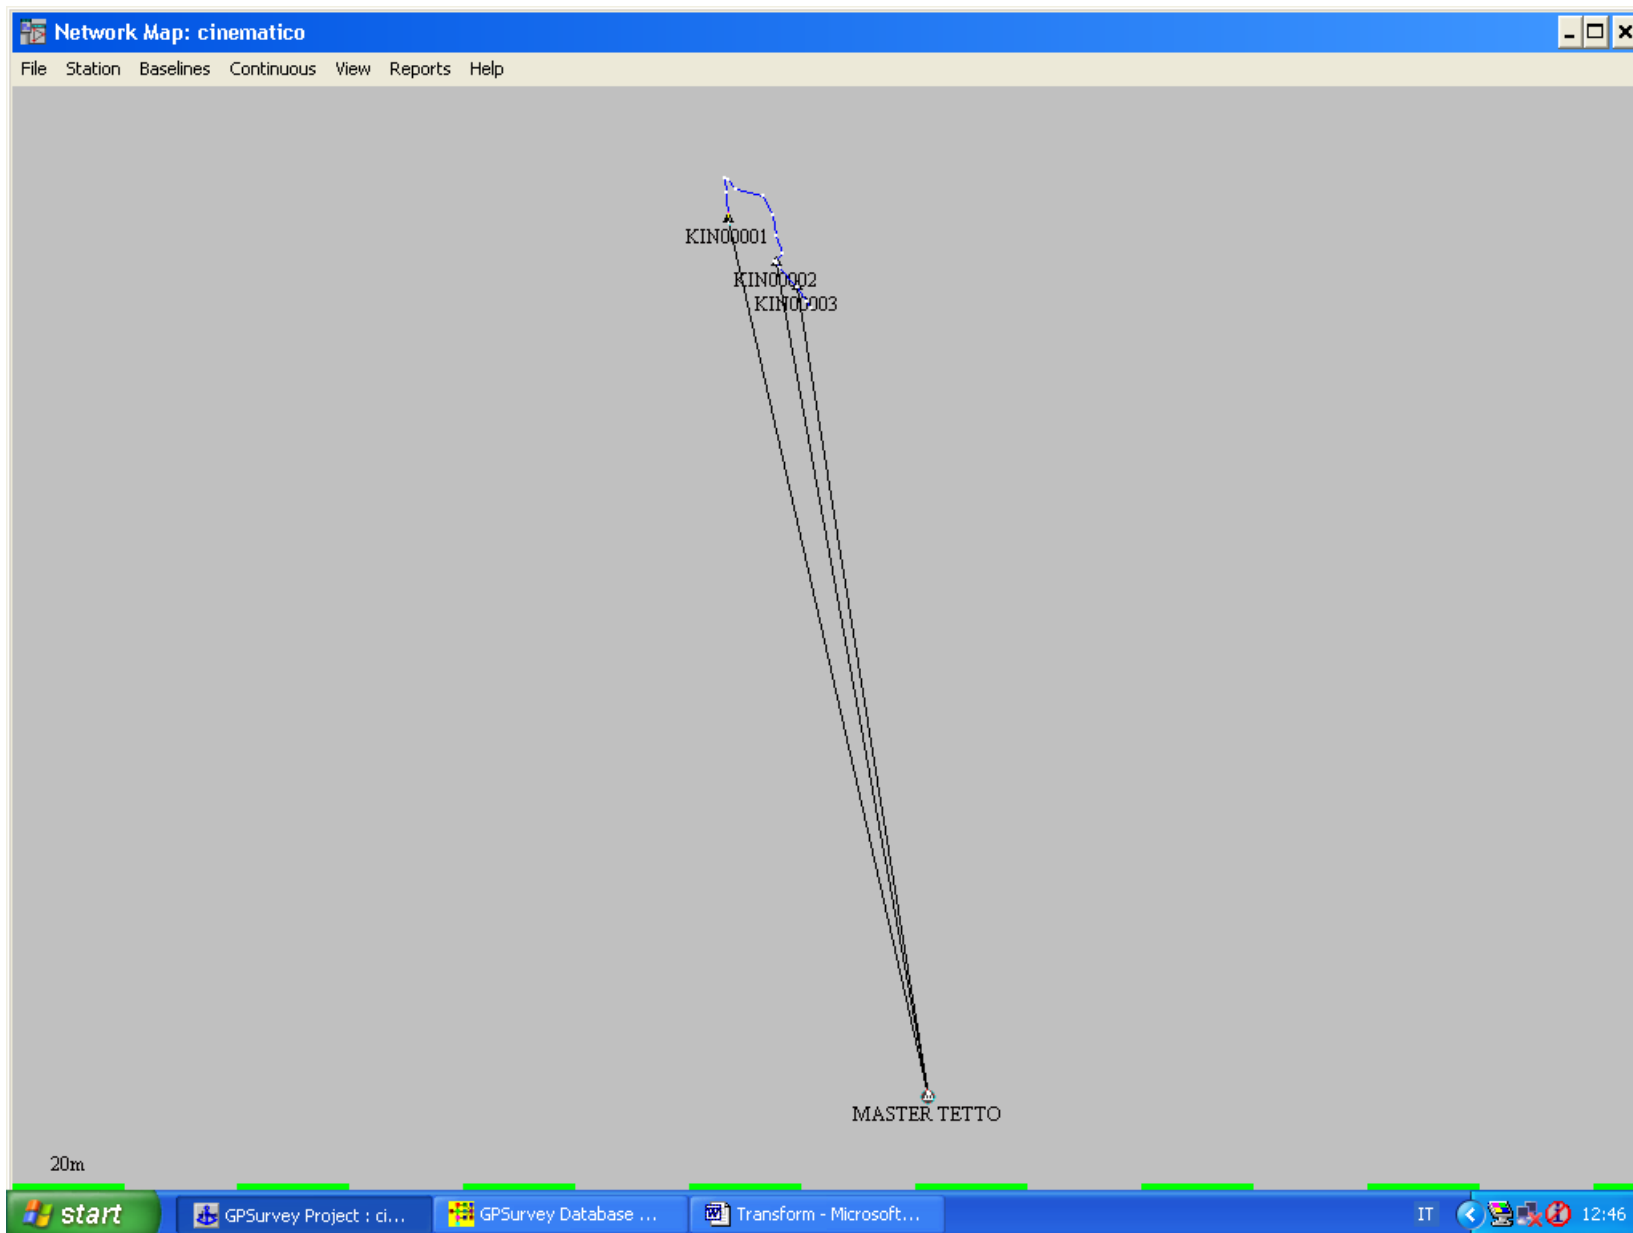 Network Map: cinematico
File Station Baselines Continuous View Reports Help
KIN00001
KIN00002
KIN00003
MASTER TETTO
20m
start GPSurvey Project : ci... GPSurvey Database ... Transform - Microsoft... IT 12:46